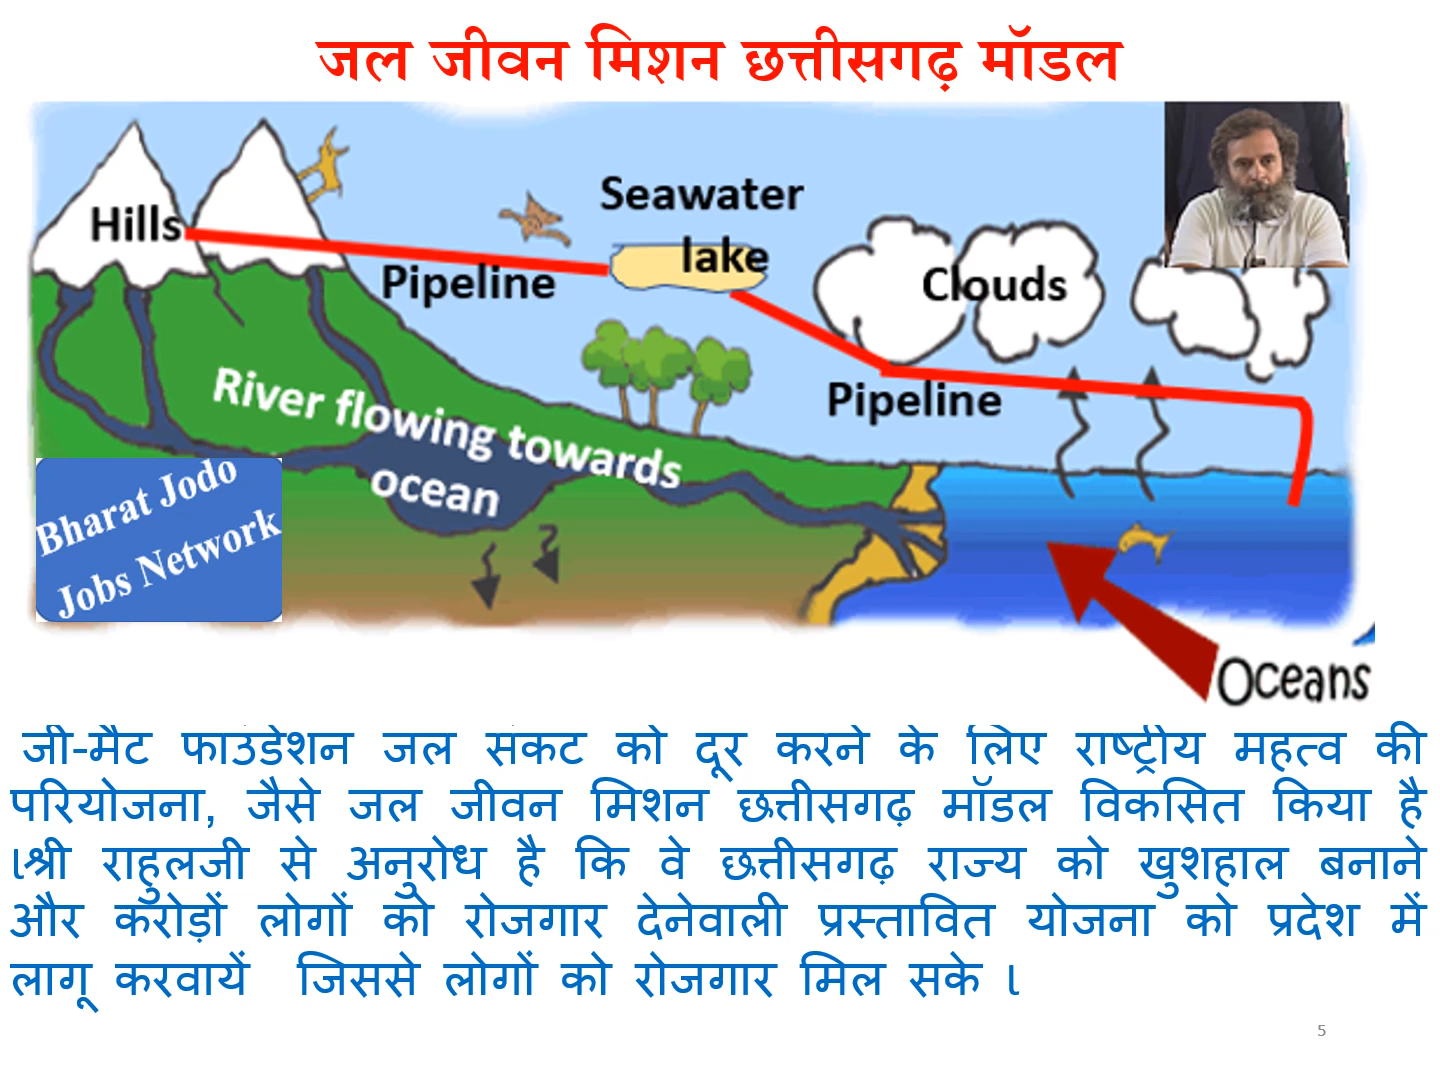 जल जीवन मिशन छत्तीसगढ़ मॉडल
Hills
Pipeline
Seawater
lake
Clouds
Pipeline
River flowing towards
ocean
Bharat Jodo
Jobs Network
Oceans
जी-मैट फाउंडेशन जल संकट को दूर करने के लिए राष्ट्रीय महत्व की
परियोजना, जैसे जल जीवन मिशन छत्तीसगढ़ मॉडल विकसित किया है
।श्री राहुलजी से अनुरोध है कि वे छत्तीसगढ़ राज्य को खुशहाल बनाने
और करोड़ों लोगों को रोजगार देनेवाली प्रस्तावित योजना को प्रदेश में
लागू करवायें जिससे लोगों को रोजगार मिल सके ।
5